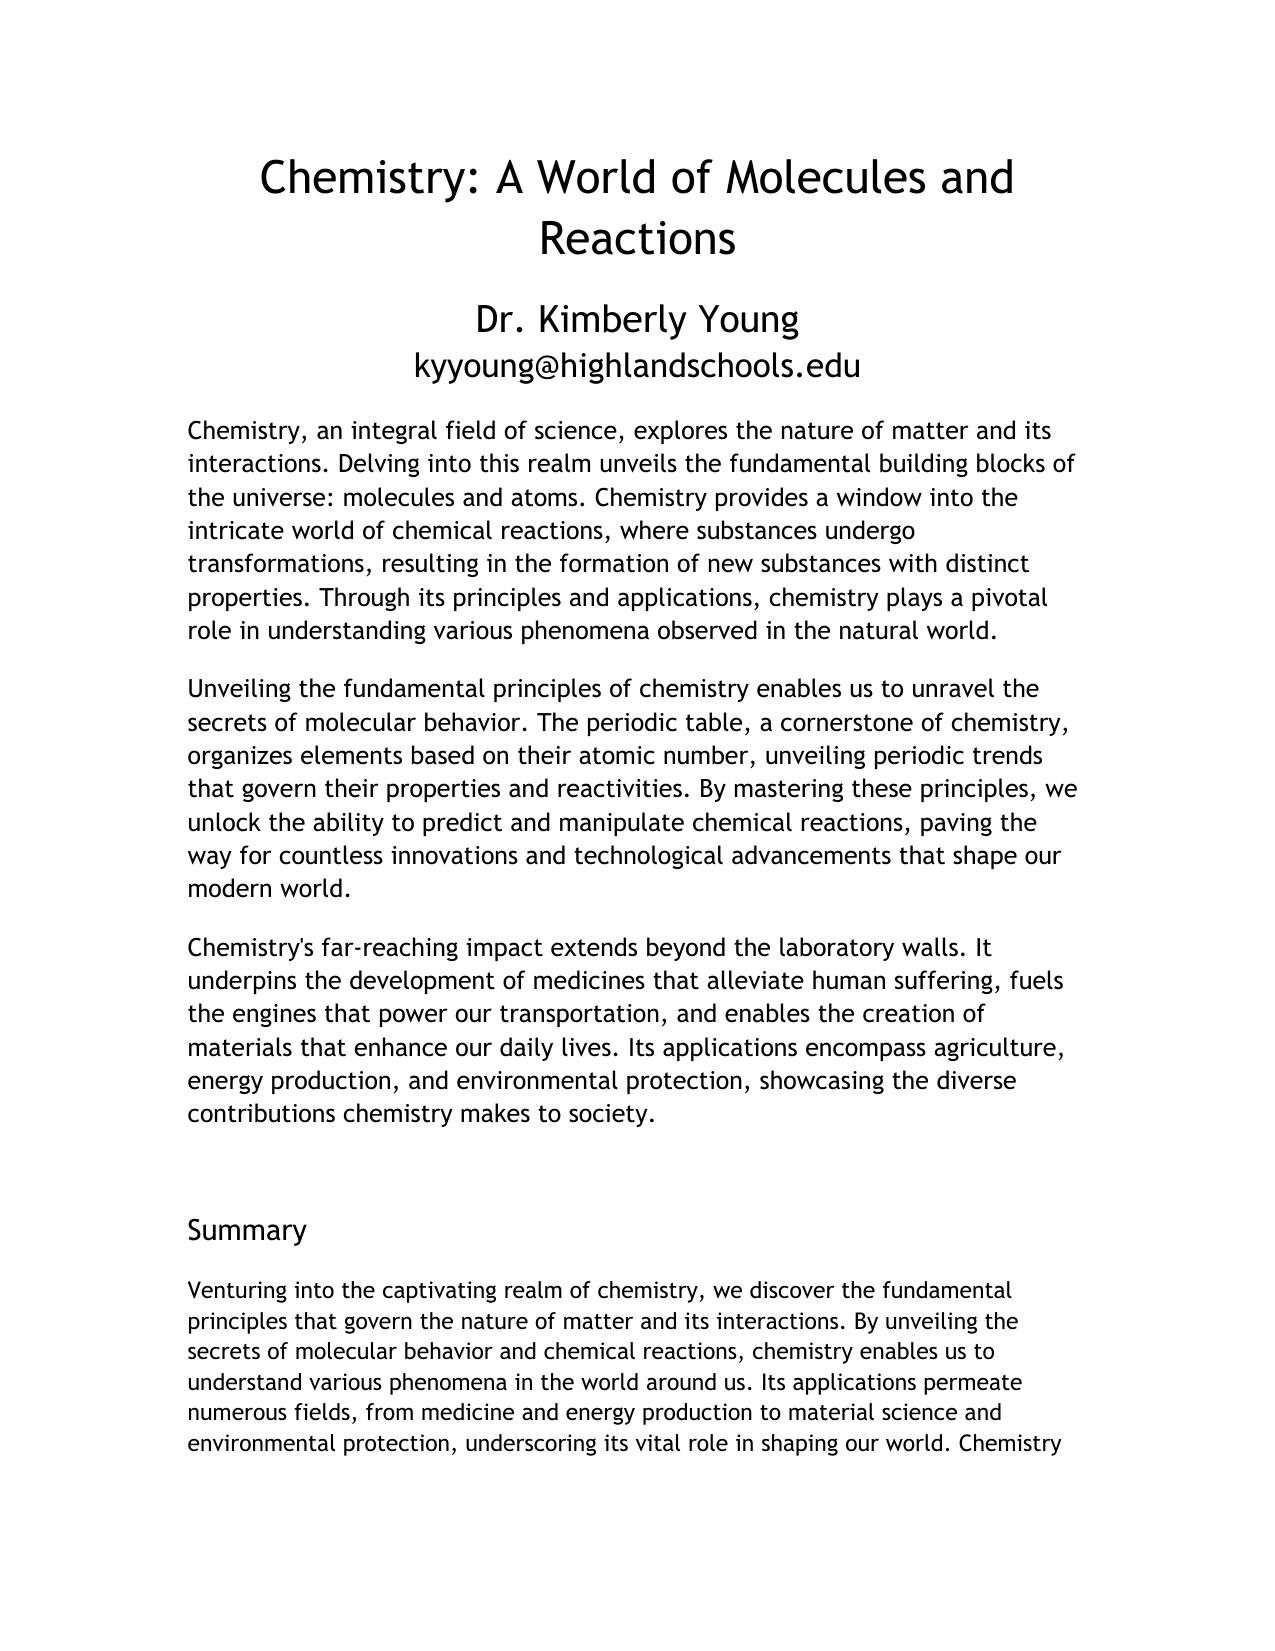 Chemistry: A World of Molecules and
Reactions
Dr. Kimberly Young
kyyoung@highlandschools.edu
Chemistry, an integral field of science, explores the nature of matter and its
interactions. Delving into this realm unveils the fundamental building blocks of
the universe: molecules and atoms. Chemistry provides a window into the
intricate world of chemical reactions, where substances undergo
transformations, resulting in the formation of new substances with distinct
properties. Through its principles and applications, chemistry plays a pivotal
role in understanding various phenomena observed in the natural world.
Unveiling the fundamental principles of chemistry enables us to unravel the
secrets of molecular behavior. The periodic table, a cornerstone of chemistry,
organizes elements based on their atomic number, unveiling periodic trends
that govern their properties and reactivities. By mastering these principles, we
unlock the ability to predict and manipulate chemical reactions, paving the
way for countless innovations and technological advancements that shape our
modern world.
Chemistry's far-reaching impact extends beyond the laboratory walls. It
underpins the development of medicines that alleviate human suffering, fuels
the engines that power our transportation, and enables the creation of
materials that enhance our daily lives. Its applications encompass agriculture,
energy production, and environmental protection, showcasing the diverse
contributions chemistry makes to society.
Summary
Venturing into the captivating realm of chemistry, we discover the fundamental
principles that govern the nature of matter and its interactions. By unveiling the
secrets of molecular behavior and chemical reactions, chemistry enables us to
understand various phenomena in the world around us. Its applications permeate
numerous fields, from medicine and energy production to material science and
environmental protection, underscoring its vital role in shaping our world. Chemistry